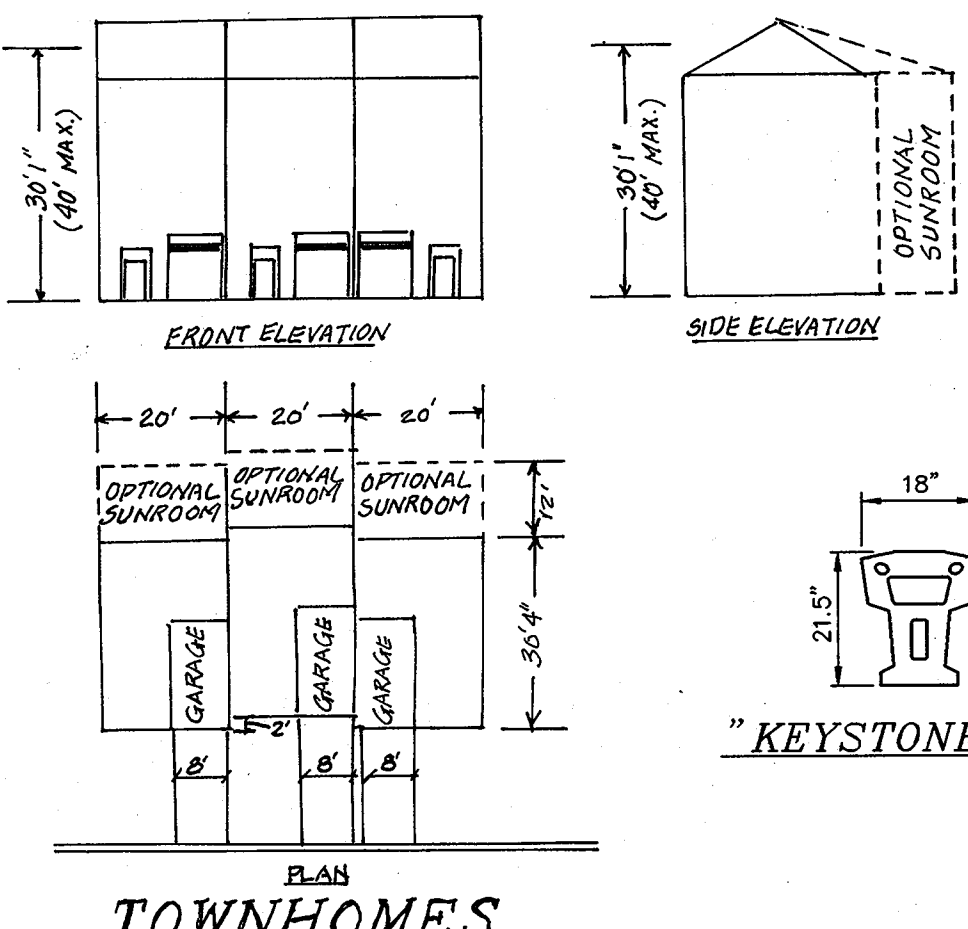 30'1"
(40' MAX.)
FRONT ELEVATION
30'1"
(40' MAX.)
OPTIONAL
SUNROOM
SIDE ELEVATION
20' 20' 20'
OPTIONAL
SUNROOM
OPTIONAL
SUNROOM
OPTIONAL
SUNROOM
12'
36'4"
GARAGE
GARAGE
GARAGE
2'
8' 8' 8'
PLAN
TOWNHOMES
18"
21.5"
"KEYSTONE